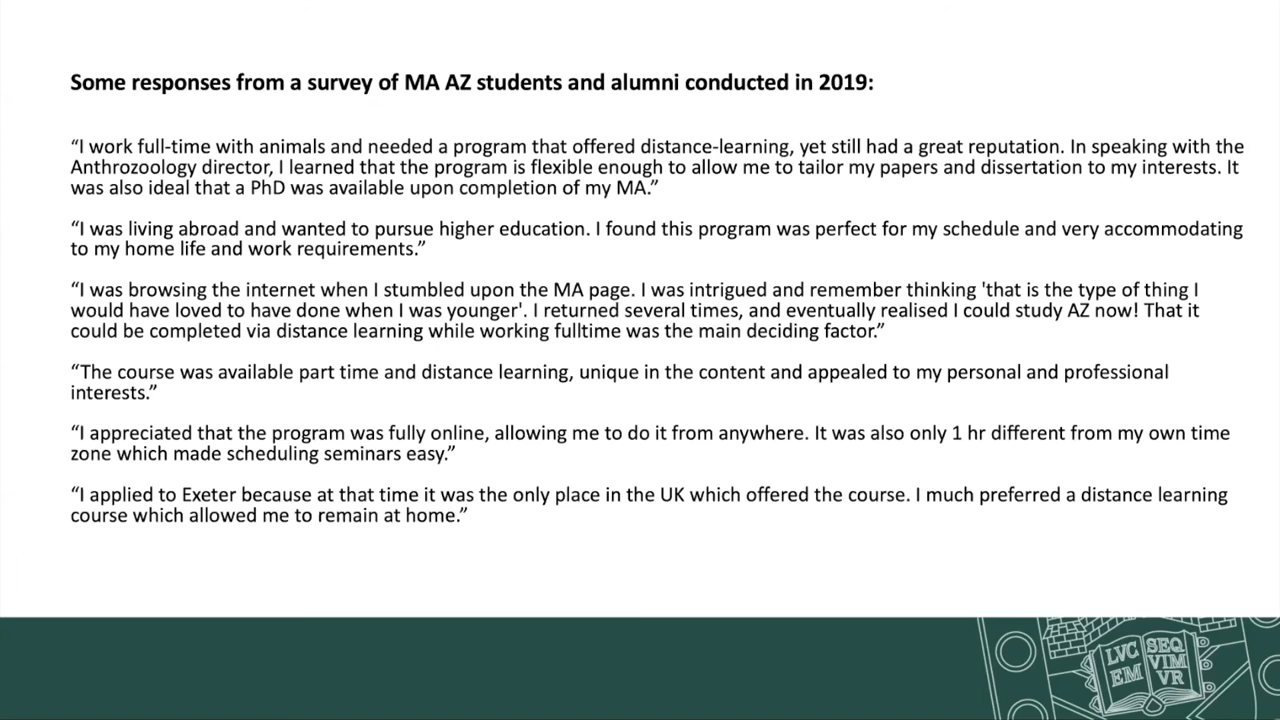 Some responses from a survey of MA AZ students and alumni conducted in 2019:
“I work full-time with animals and needed a program that offered distance-learning, yet still had a great reputation. In speaking with the
Anthrozoology director, I learned that the program is flexible enough to allow me to tailor my papers and dissertation to my interests. It
was also ideal that a PhD was available upon completion of my MA.”
“I was living abroad and wanted to pursue higher education. I found this program was perfect for my schedule and very accommodating
to my home life and work requirements.”
“I was browsing the internet when I stumbled upon the MA page. I was intrigued and remember thinking 'that is the type of thing I
would have loved to have done when I was younger'. I returned several times, and eventually realised I could study AZ now! That it
could be completed via distance learning while working fulltime was the main deciding factor.”
“The course was available part time and distance learning, unique in the content and appealed to my personal and professional
interests.”
“I appreciated that the program was fully online, allowing me to do it from anywhere. It was also only 1 hr different from my own time
zone which made scheduling seminars easy.”
“I applied to Exeter because at that time it was the only place in the UK which offered the course. I much preferred a distance learning
course which allowed me to remain at home.”
LVC
EM
SEQ
VIM
VR